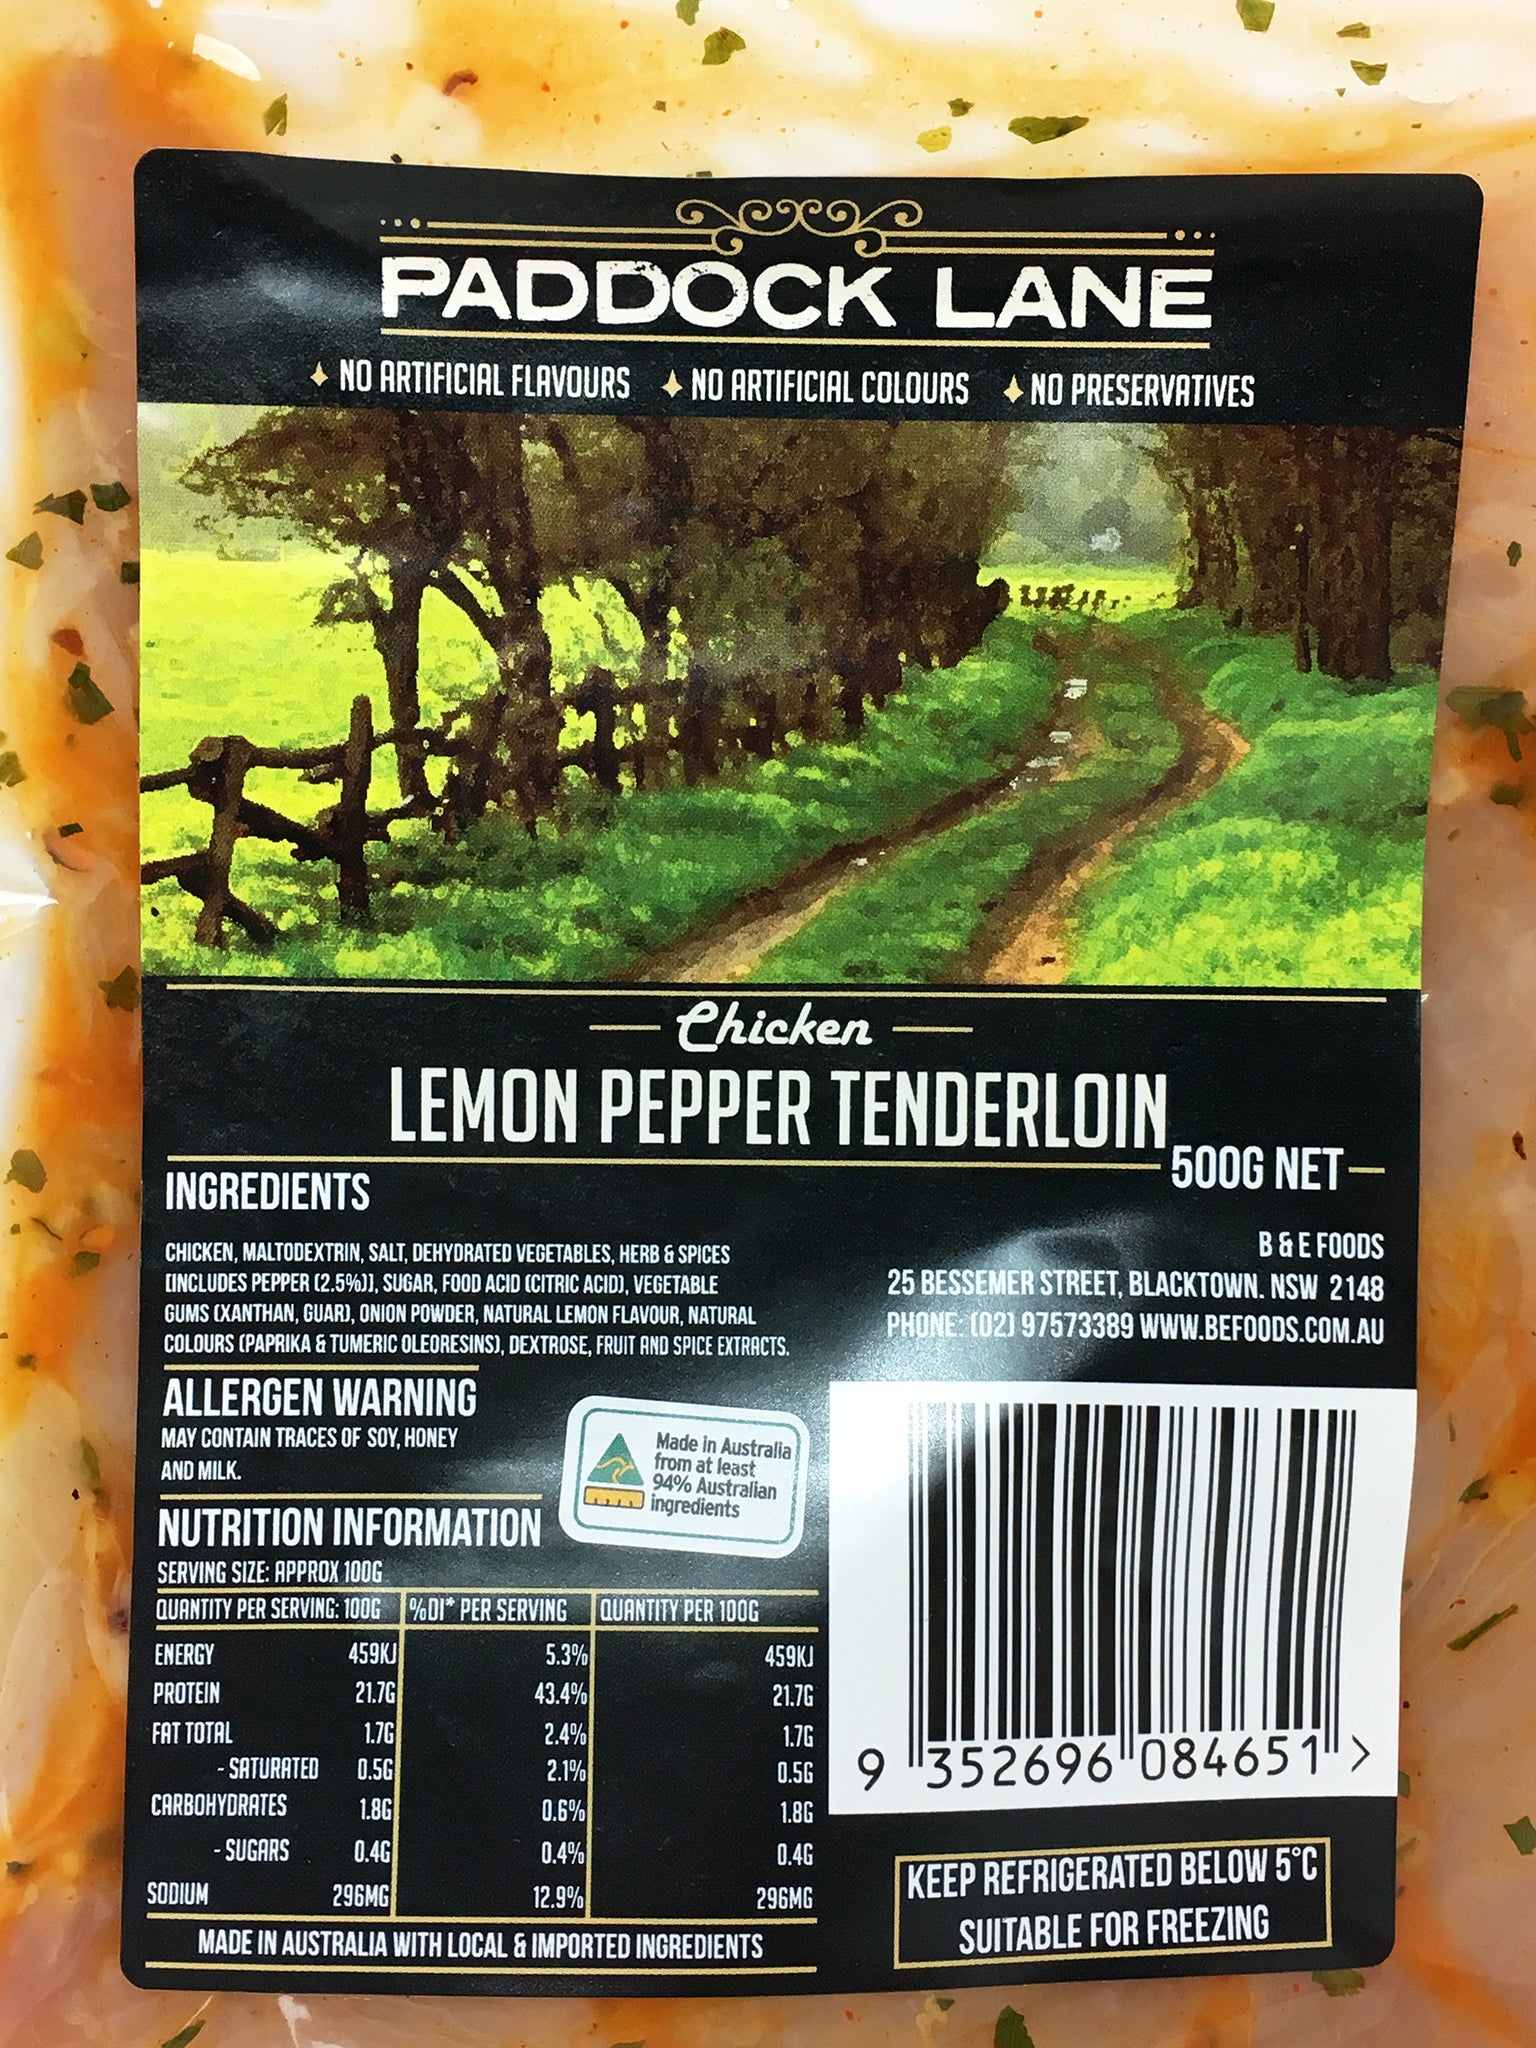 PADDOCK LANE
NO ARTIFICIAL FLAVOURS NO ARTIFICIAL COLOURS NO PRESERVATIVES
Chicken
LEMON PEPPER TENDERLOIN
500G NET
INGREDIENTS
CHICKEN, MALTODEXTRIN, SALT, DEHYDRATED VEGETABLES, HERB & SPICES
(INCLUDES PEPPER (2.5%)), SUGAR, FOOD ACID (CITRIC ACID), VEGETABLE
GUMS (XANTHAN, GUAR), ONION POWDER, NATURAL LEMON FLAVOUR, NATURAL
COLOURS (PAPRIKA & TUMERIC OLEORESINS), DEXTROSE, FRUIT AND SPICE EXTRACTS.
B & E FOODS
25 BESSEMER STREET, BLACKTOWN. NSW 2148
PHONE: (02) 97573389 WWW.BEFOODS.COM.AU
ALLERGEN WARNING
MAY CONTAIN TRACES OF SOY, HONEY
AND MILK.
Made in Australia
from at least
94% Australian
ingredients
NUTRITION INFORMATION
SERVING SIZE: APPROX 100G
QUANTITY PER SERVING: 100G %DI* PER SERVING QUANTITY PER 100G
ENERGY 459KJ 5.3% 459KJ
PROTEIN 21.7G 43.4% 21.7G
FAT TOTAL 1.7G 2.4% 1.7G
- SATURATED 0.5G 2.1% 0.5G
CARBOHYDRATES 1.8G 0.6% 1.8G
- SUGARS 0.4G 0.4% 0.4G
SODIUM 296MG 12.9% 296MG
MADE IN AUSTRALIA WITH LOCAL & IMPORTED INGREDIENTS
9 352696 084651 >
KEEP REFRIGERATED BELOW 5°C
SUITABLE FOR FREEZING